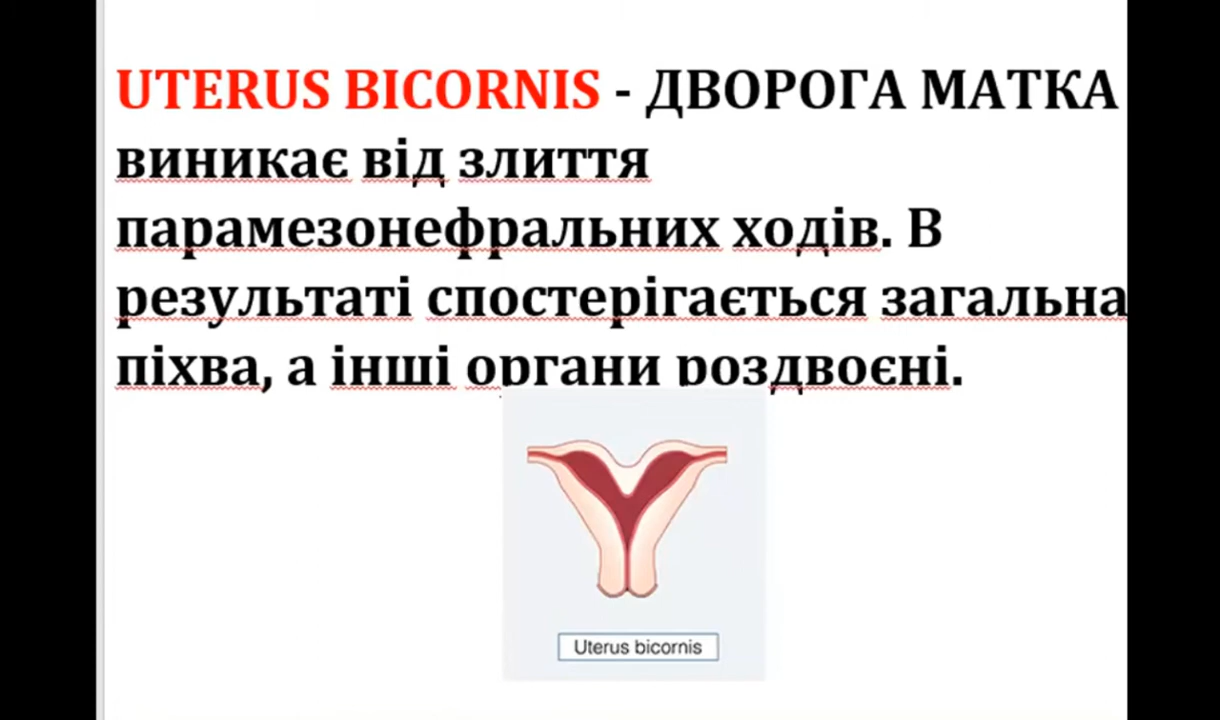 UTERUS BICORNIS - ДВОРОГА МАТКА
виникає від злиття
парамезонефральних ходів. В
результаті спостерігається загальна
піхва, а інші органи роздвоєні.
Uterus bicornis